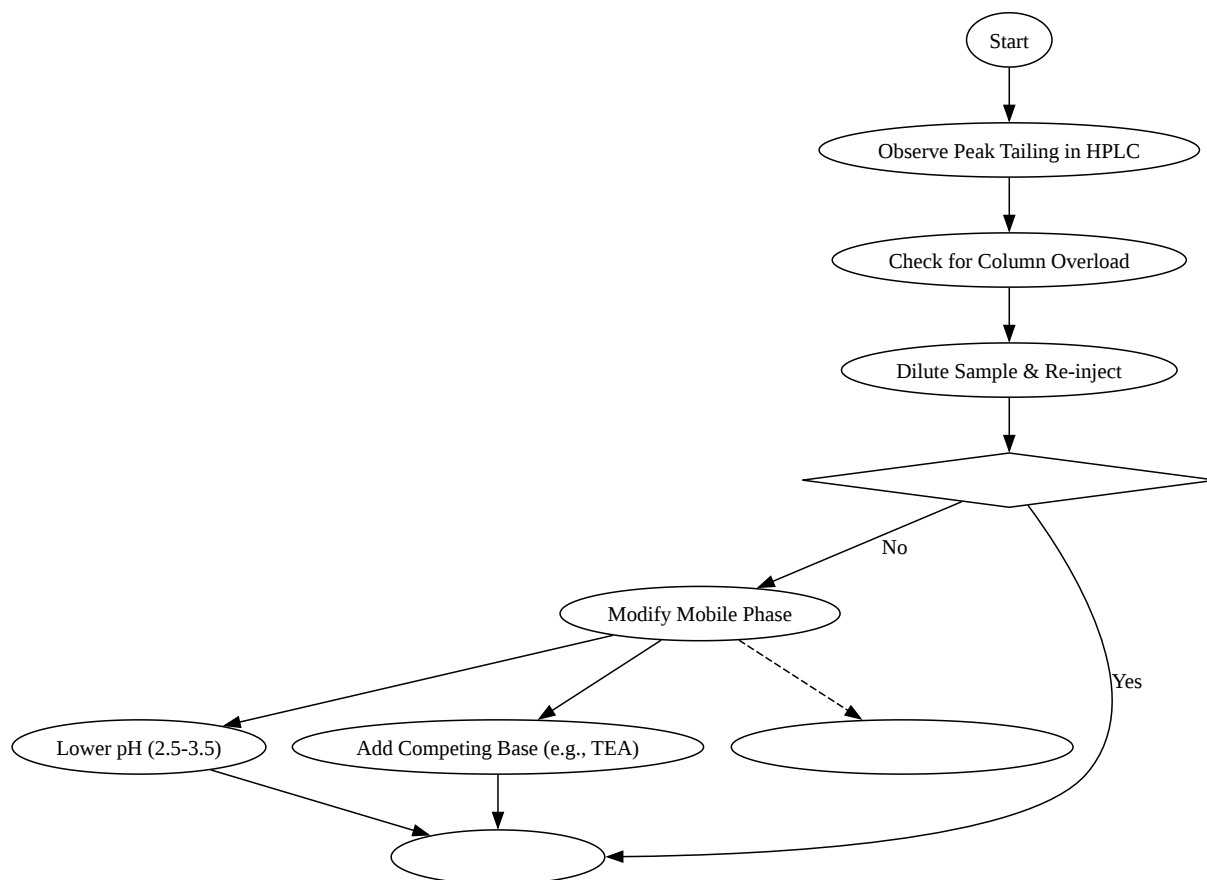 Start
Observe Peak Tailing in HPLC
Check for Column Overload
Dilute Sample & Re-inject
No
Modify Mobile Phase
Yes
Lower pH (2.5-3.5)
Add Competing Base (e.g., TEA)